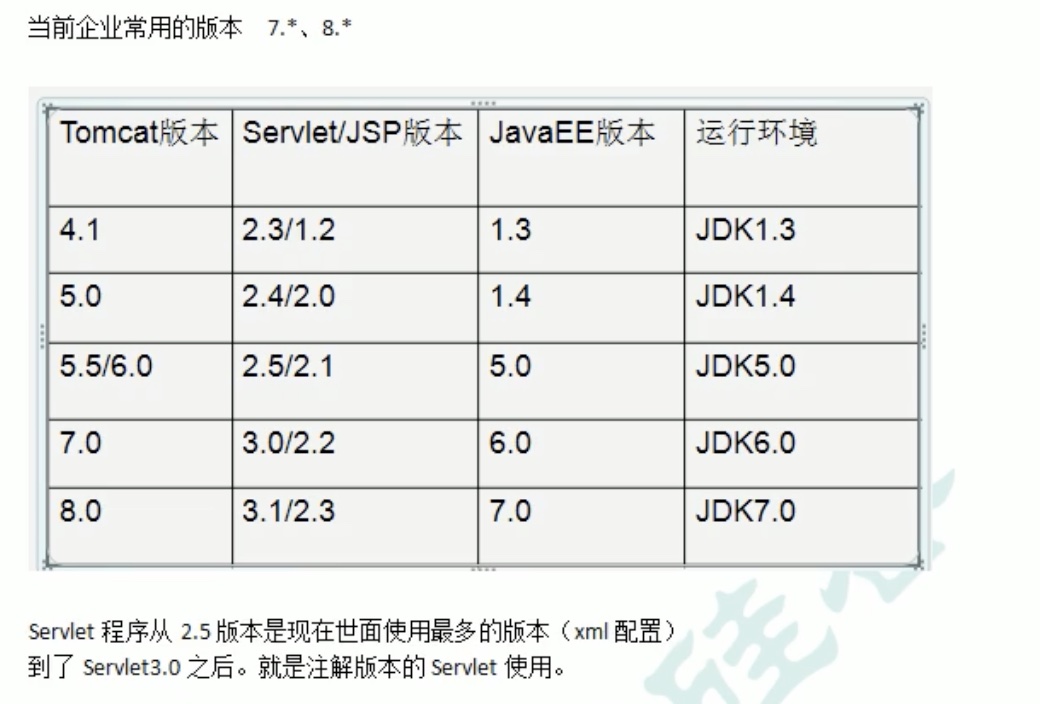 当前企业常用的版本 7.*、8.*
Tomcat版本 Servlet/JSP版本 JavaEE版本 运行环境
4.1 2.3/1.2 1.3 JDK1.3
5.0 2.4/2.0 1.4 JDK1.4
5.5/6.0 2.5/2.1 5.0 JDK5.0
7.0 3.0/2.2 6.0 JDK6.0
8.0 3.1/2.3 7.0 JDK7.0
Servlet 程序从 2.5 版本是现在世面使用最多的版本（xml 配置）
到了 Servlet3.0 之后。就是注解版本的 Servlet 使用。